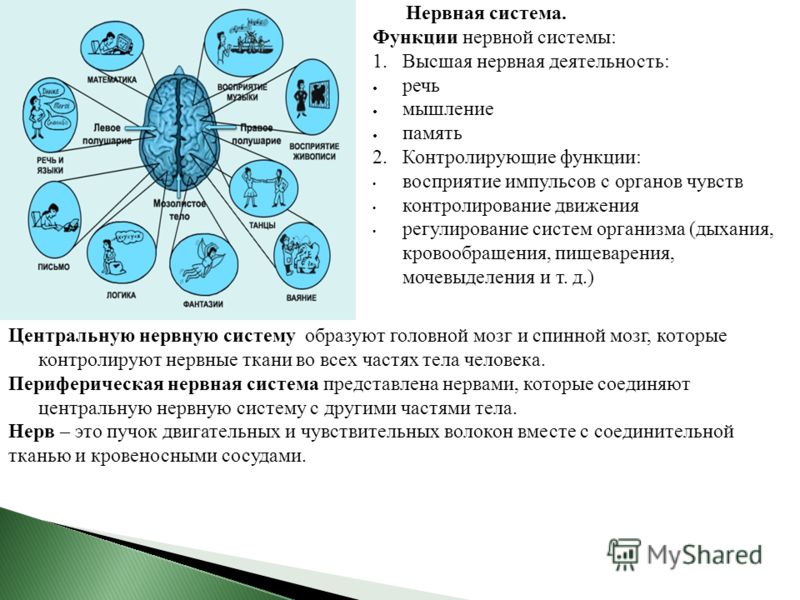 Нервная система.
Функции нервной системы:
1. Высшая нервная деятельность:
• речь
• мышление
• память
2. Контролирующие функции:
• восприятие импульсов с органов чувств
• контролирование движения
• регулирование систем организма (дыхания,
кровообращения, пищеварения,
мочевыделения и т. д.)
МАТЕМАТИКА
ВОСПРИЯТИЕ
МУЗЫКИ
Левое
полушарие
Правое
полушарие
ВОСПРИЯТИЕ
ЖИВОПИСИ
РЕЧЬ И
ЯЗЫКИ
Мозолистое
тело
ТАНЦЫ
ПИСЬМО
ЛОГИКА
ФАНТАЗИИ
ВАЯНИЕ
Центральную нервную систему образуют головной мозг и спинной мозг, которые
контролируют нервные ткани во всех частях тела человека.
Периферическая нервная система представлена нервами, которые соединяют
центральную нервную систему с другими частями тела.
Нерв – это пучок двигательных и чувствительных волокон вместе с соединительной
тканью и кровеносными сосудами.
MyShared